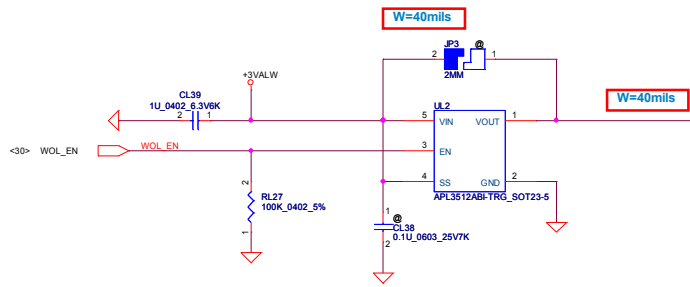 W=40mils
JP3
@
2
1
2MM
+3VALW
W=40mils
CL39
1U_0402_6.3V6K
2
1
UL2
5
VIN
VOUT
1
<30>
WOL_EN
WOL_EN
3
EN
4
SS
GND
2
2
RL27
100K_0402_5%
1
APL3512ABI-TRG_SOT23-5
1
@
CL38
0.1U_0603_25V7K
2